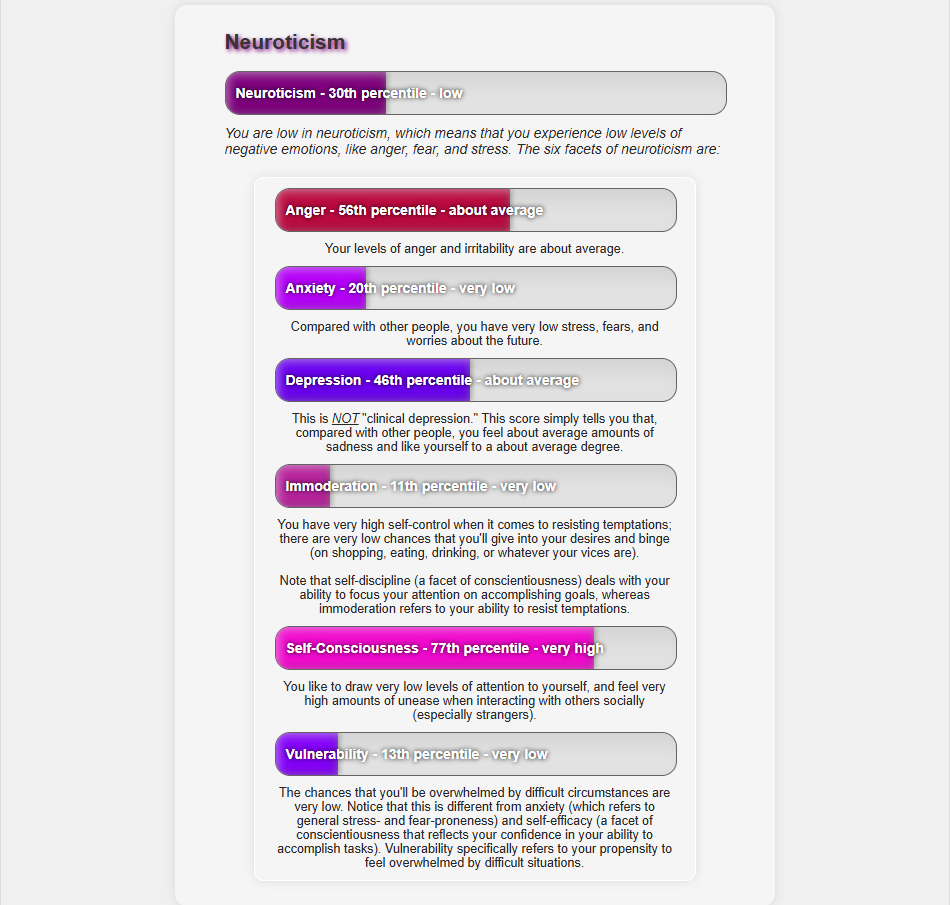 Neuroticism
Neuroticism - 30th percentile - low
You are low in neuroticism, which means that you experience low levels of
negative emotions, like anger, fear, and stress. The six facets of neuroticism are:
Anger - 56th percentile - about average
Your levels of anger and irritability are about average.
Anxiety - 20th percentile - very low
Compared with other people, you have very low stress, fears, and
worries about the future.
Depression - 46th percentile - about average
This is NOT "clinical depression." This score simply tells you that,
compared with other people, you feel about average amounts of
sadness and like yourself to a about average degree.
Immoderation - 11th percentile - very low
You have very high self-control when it comes to resisting temptations;
there are very low chances that you'll give into your desires and binge
(on shopping, eating, drinking, or whatever your vices are).
Note that self-discipline (a facet of conscientiousness) deals with your
ability to focus your attention on accomplishing goals, whereas
immoderation refers to your ability to resist temptations.
Self-Consciousness - 77th percentile - very high
You like to draw very low levels of attention to yourself, and feel very
high amounts of unease when interacting with others socially
(especially strangers).
Vulnerability - 13th percentile - very low
The chances that you'll be overwhelmed by difficult circumstances are
very low. Notice that this is different from anxiety (which refers to
general stress- and fear-proneness) and self-efficacy (a facet of
conscientiousness that reflects your confidence in your ability to
accomplish tasks). Vulnerability specifically refers to your propensity to
feel overwhelmed by difficult situations.